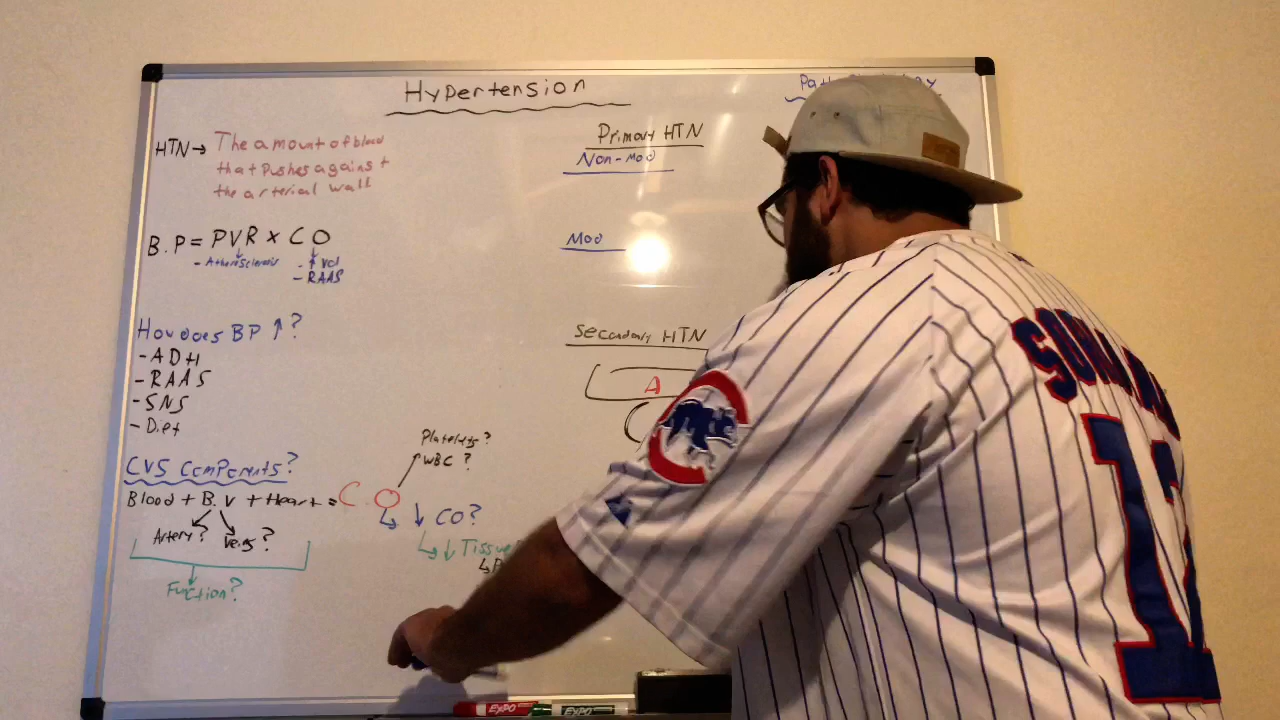 Hypertension
HTN→ The amount of blood
that pushes against
the arterial wall
B.P = PVR x CO
- Atherosclerosis
- ↑ Vol
- RAAS
How does BP ↑?
- ADH
- RAAS
- SNS
- Diet
CVS Components?
Blood + B.V + Heart = C.O
Artery? Veins?
Function?
Platelets?
WBC?
↓ CO?
↓ Tissue
Primary HTN
Non-Mod
Mod
Secondary HTN
A
EXPO
EXPO